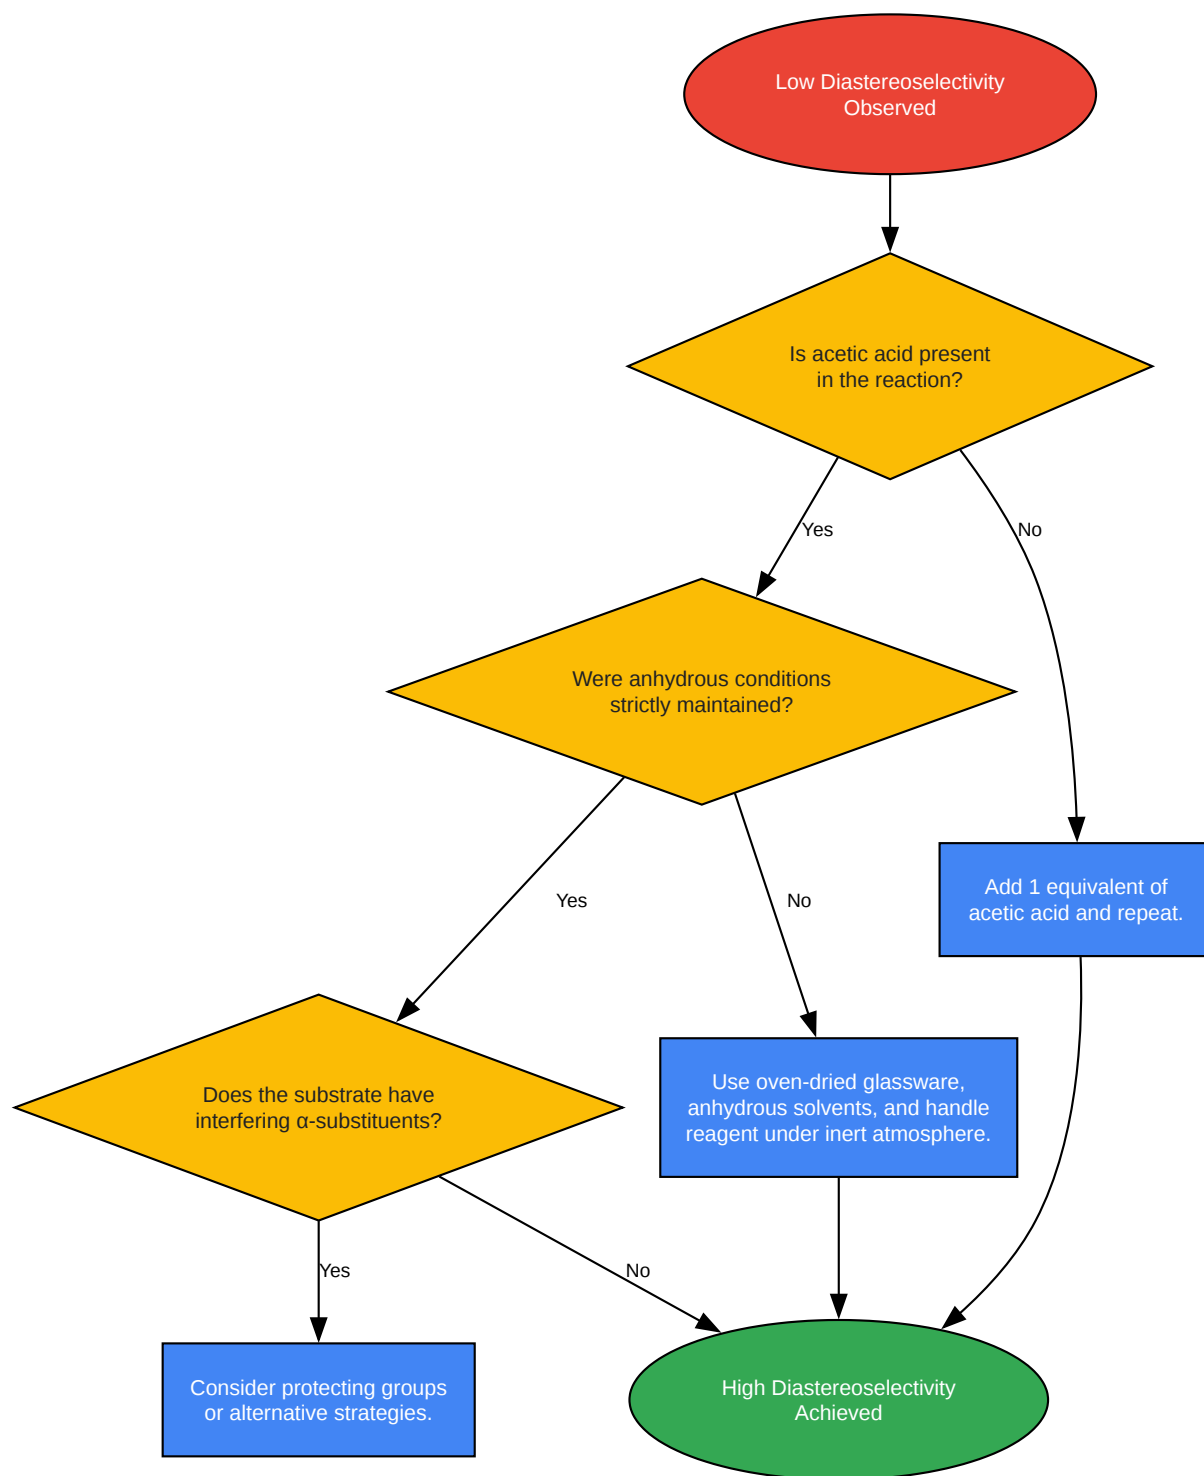 Low Diastereoselectivity
Observed
Is acetic acid present
in the reaction?
Yes
No
Were anhydrous conditions
strictly maintained?
Yes
No
Add 1 equivalent of
acetic acid and repeat.
Does the substrate have
interfering α-substituents?
Use oven-dried glassware,
anhydrous solvents, and handle
reagent under inert atmosphere.
Yes
No
Consider protecting groups
or alternative strategies.
High Diastereoselectivity
Achieved